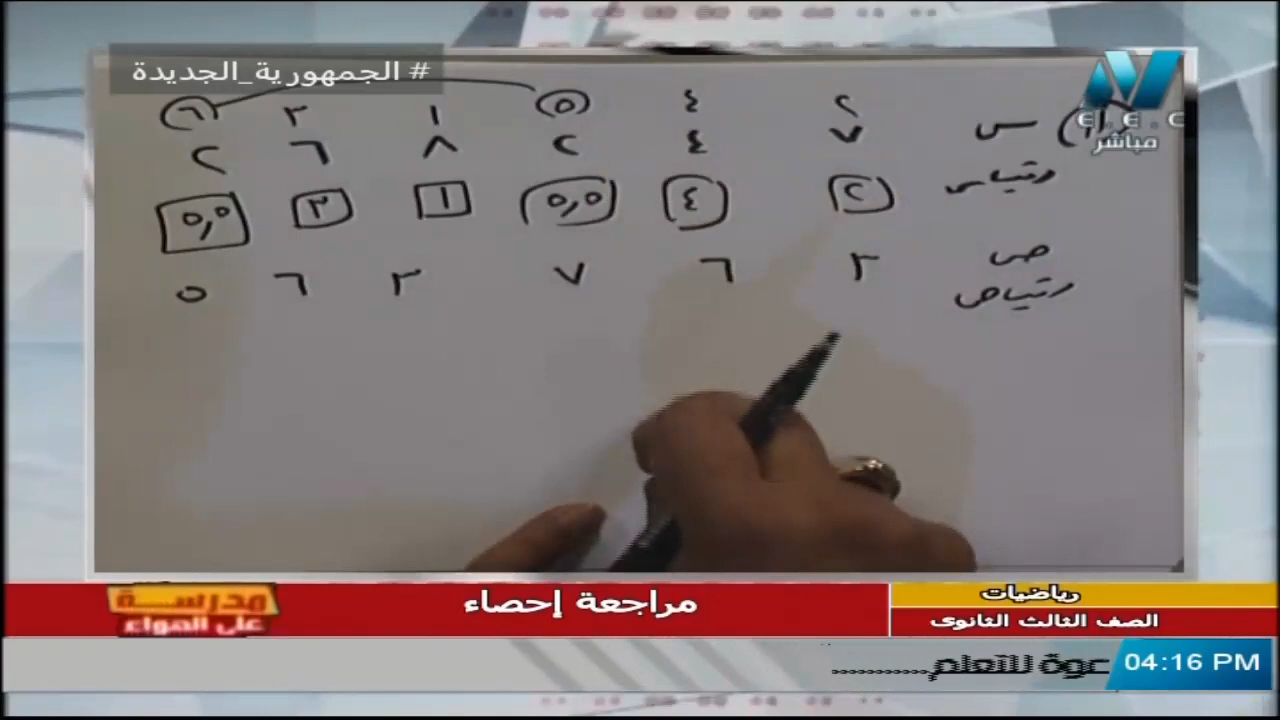 # الجمهورية_الجديدة
E.E.C
مباشر
٢ ٤ ٥ ١ ٣ ٦
س ٧ ٤ ٢ ٨ ٦ ٢
رتب س ٢ ٤ ٥,٥ ١ ٣ ٥,٥
ص ٣ ٦ ٧ ٣ ٦ ٥
رتب ص
مدرسة على الهواء
مراجعة إحصاء
رياضيات
الصف الثالث الثانوى
عوة للتعلم...........
04:16 PM